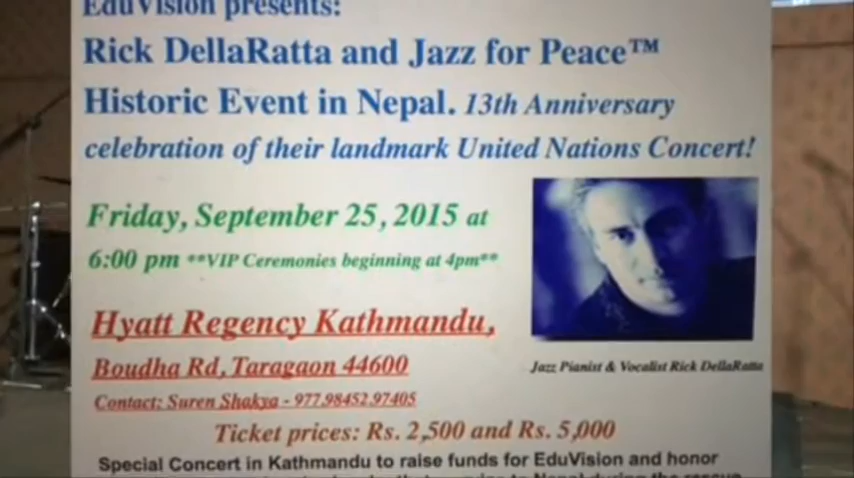 EduVision presents:
Rick DellaRatta and Jazz for Peace™
Historic Event in Nepal. 13th Anniversary
celebration of their landmark United Nations Concert!
Friday, September 25, 2015 at
6:00 pm **VIP Ceremonies beginning at 4pm**
Hyatt Regency Kathmandu,
Boudha Rd, Taragaon 44600
Contact: Suren Shakya - 977.98452.97405
Jazz Pianist & Vocalist Rick DellaRatta
Ticket prices: Rs. 2,500 and Rs. 5,000
Special Concert in Kathmandu to raise funds for EduVision and honor